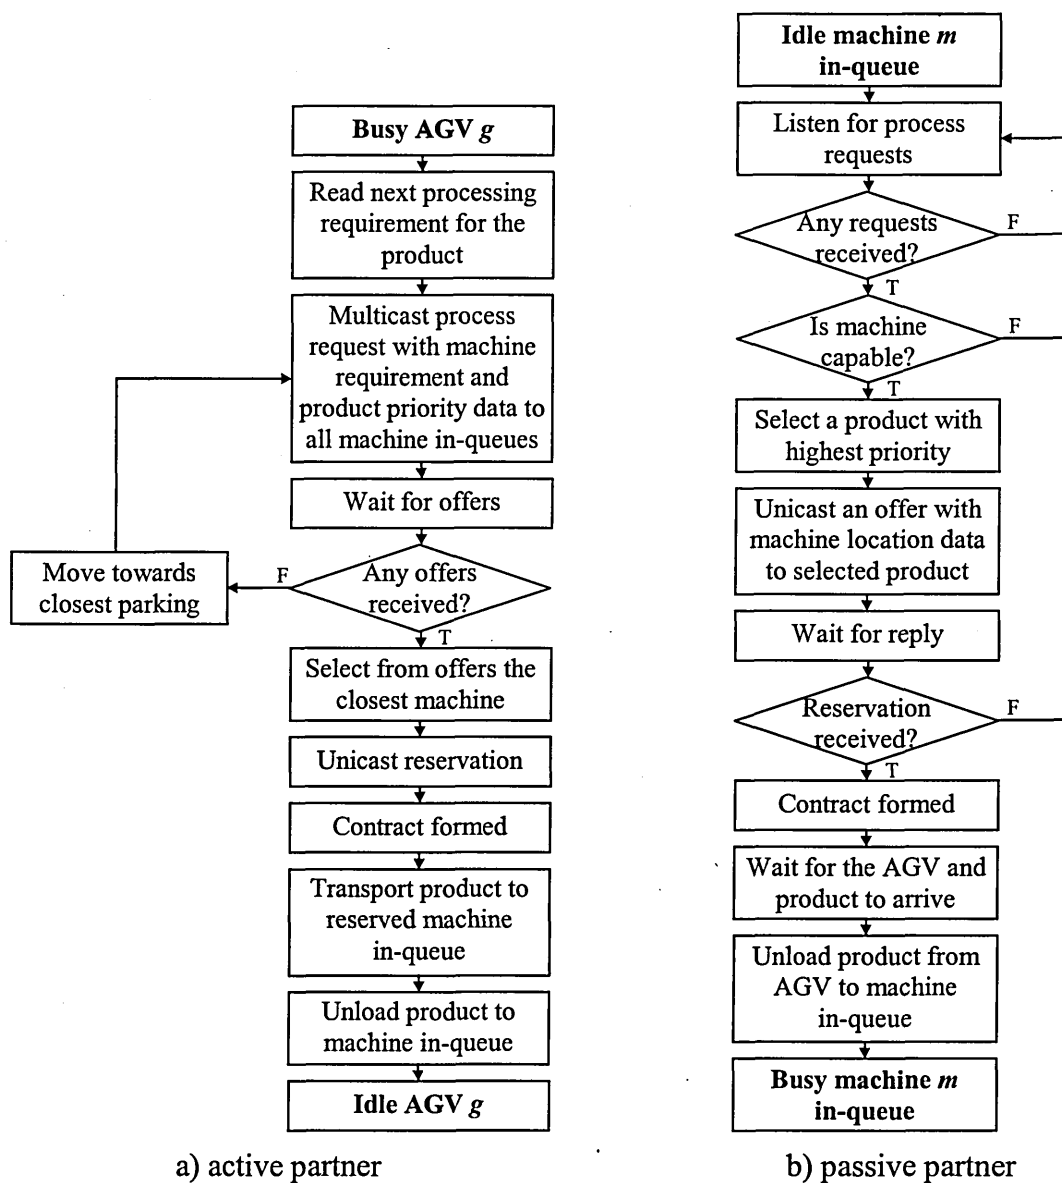 Busy AGV g
Read next processing
requirement for the
product
Multicast process
request with machine
requirement and
product priority data to
all machine in-queues
Wait for offers
Any offers
received?
F
T
Move towards
closest parking
Select from offers the
closest machine
Unicast reservation
Contract formed
Transport product to
reserved machine
in-queue
Unload product to
machine in-queue
Idle AGV g
a) active partner
Idle machine m
in-queue
Listen for process
requests
Any requests
received?
F
T
Is machine
capable?
F
T
Select a product with
highest priority
Unicast an offer with
machine location data
to selected product
Wait for reply
Reservation
received?
F
T
Contract formed
Wait for the AGV and
product to arrive
Unload product from
AGV to machine
in-queue
Busy machine m
in-queue
b) passive partner